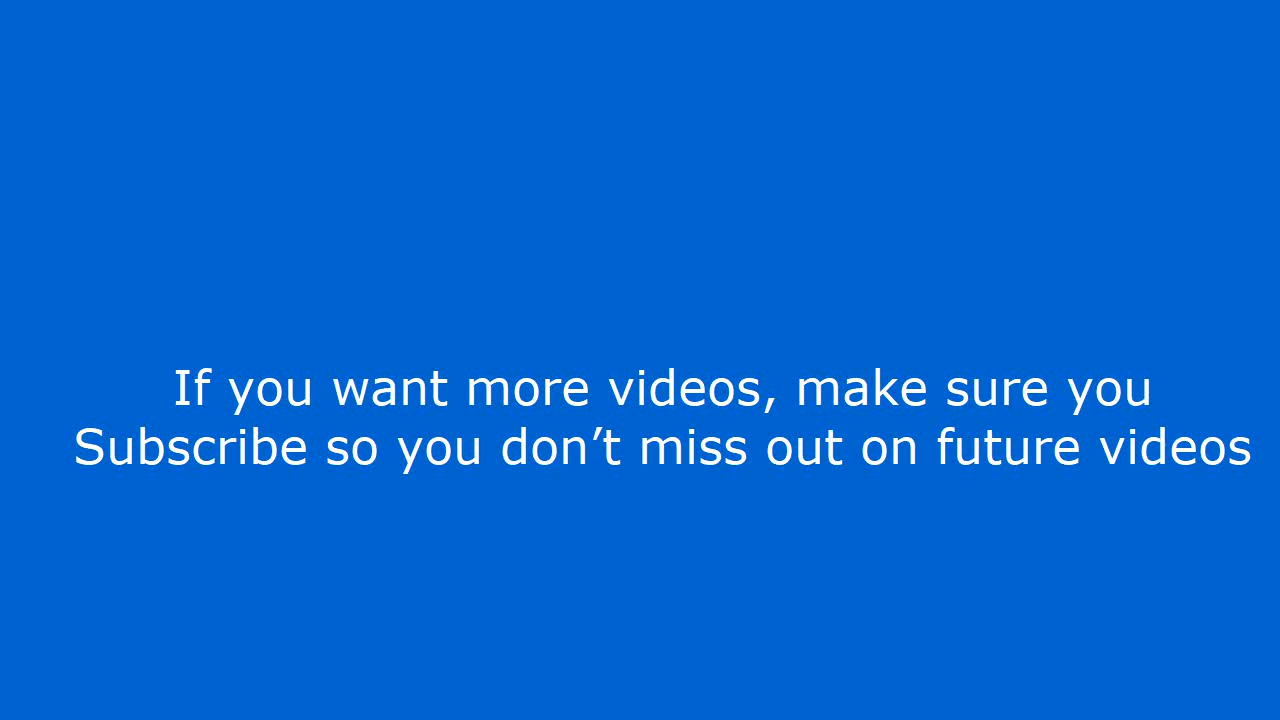 If you want more videos, make sure you
Subscribe so you don’t miss out on future videos